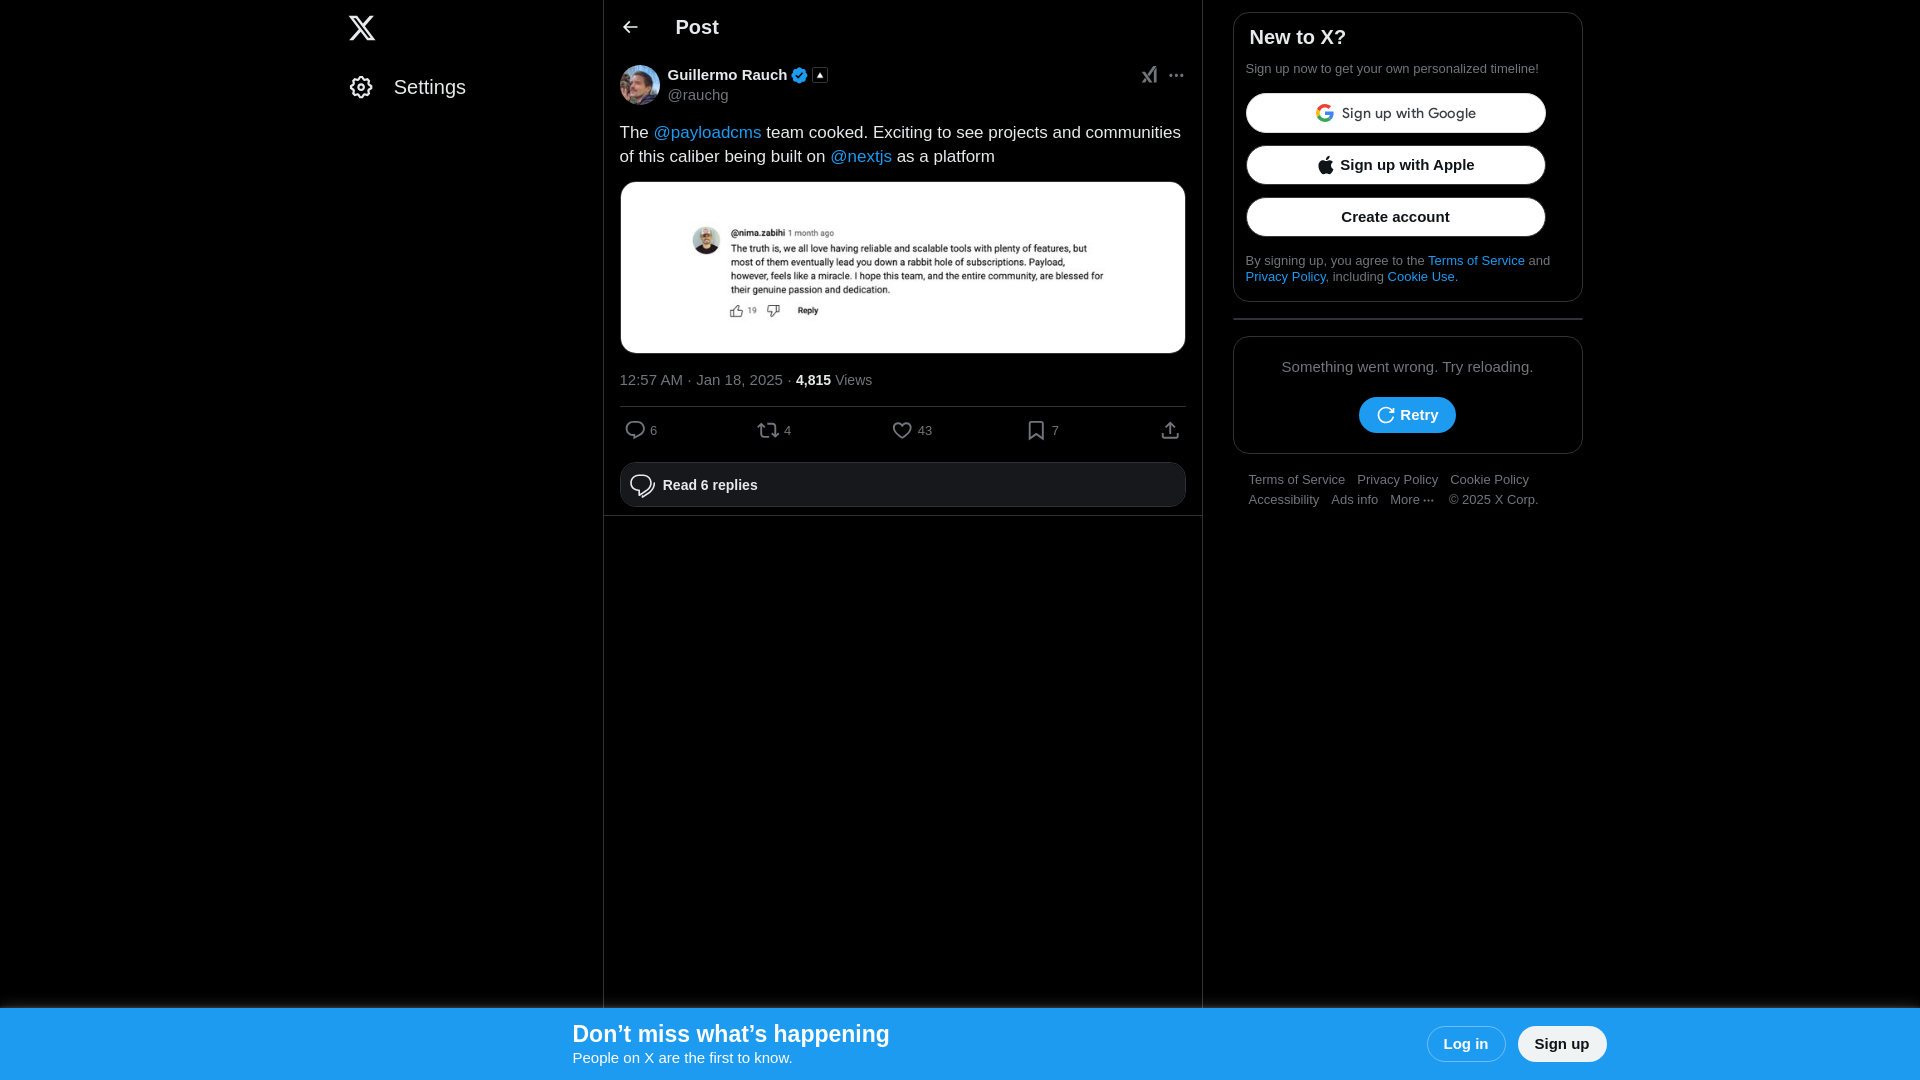 Settings
Post
Guillermo Rauch
@rauchg
The @payloadcms team cooked. Exciting to see projects and communities
of this caliber being built on @nextjs as a platform
@nima.zabihi 1 month ago
The truth is, we all love having reliable and scalable tools with plenty of features, but
most of them eventually lead you down a rabbit hole of subscriptions. Payload,
however, feels like a miracle. I hope this team, and the entire community, are blessed for
their genuine passion and dedication.
19 Reply
12:57 AM · Jan 18, 2025 · 4,815 Views
6 4 43 7
Read 6 replies
New to X?
Sign up now to get your own personalized timeline!
Sign up with Google
Sign up with Apple
Create account
By signing up, you agree to the Terms of Service and
Privacy Policy, including Cookie Use.
Something went wrong. Try reloading.
Retry
Terms of Service Privacy Policy Cookie Policy
Accessibility Ads info More ··· © 2025 X Corp.
Don’t miss what’s happening
People on X are the first to know.
Log in
Sign up